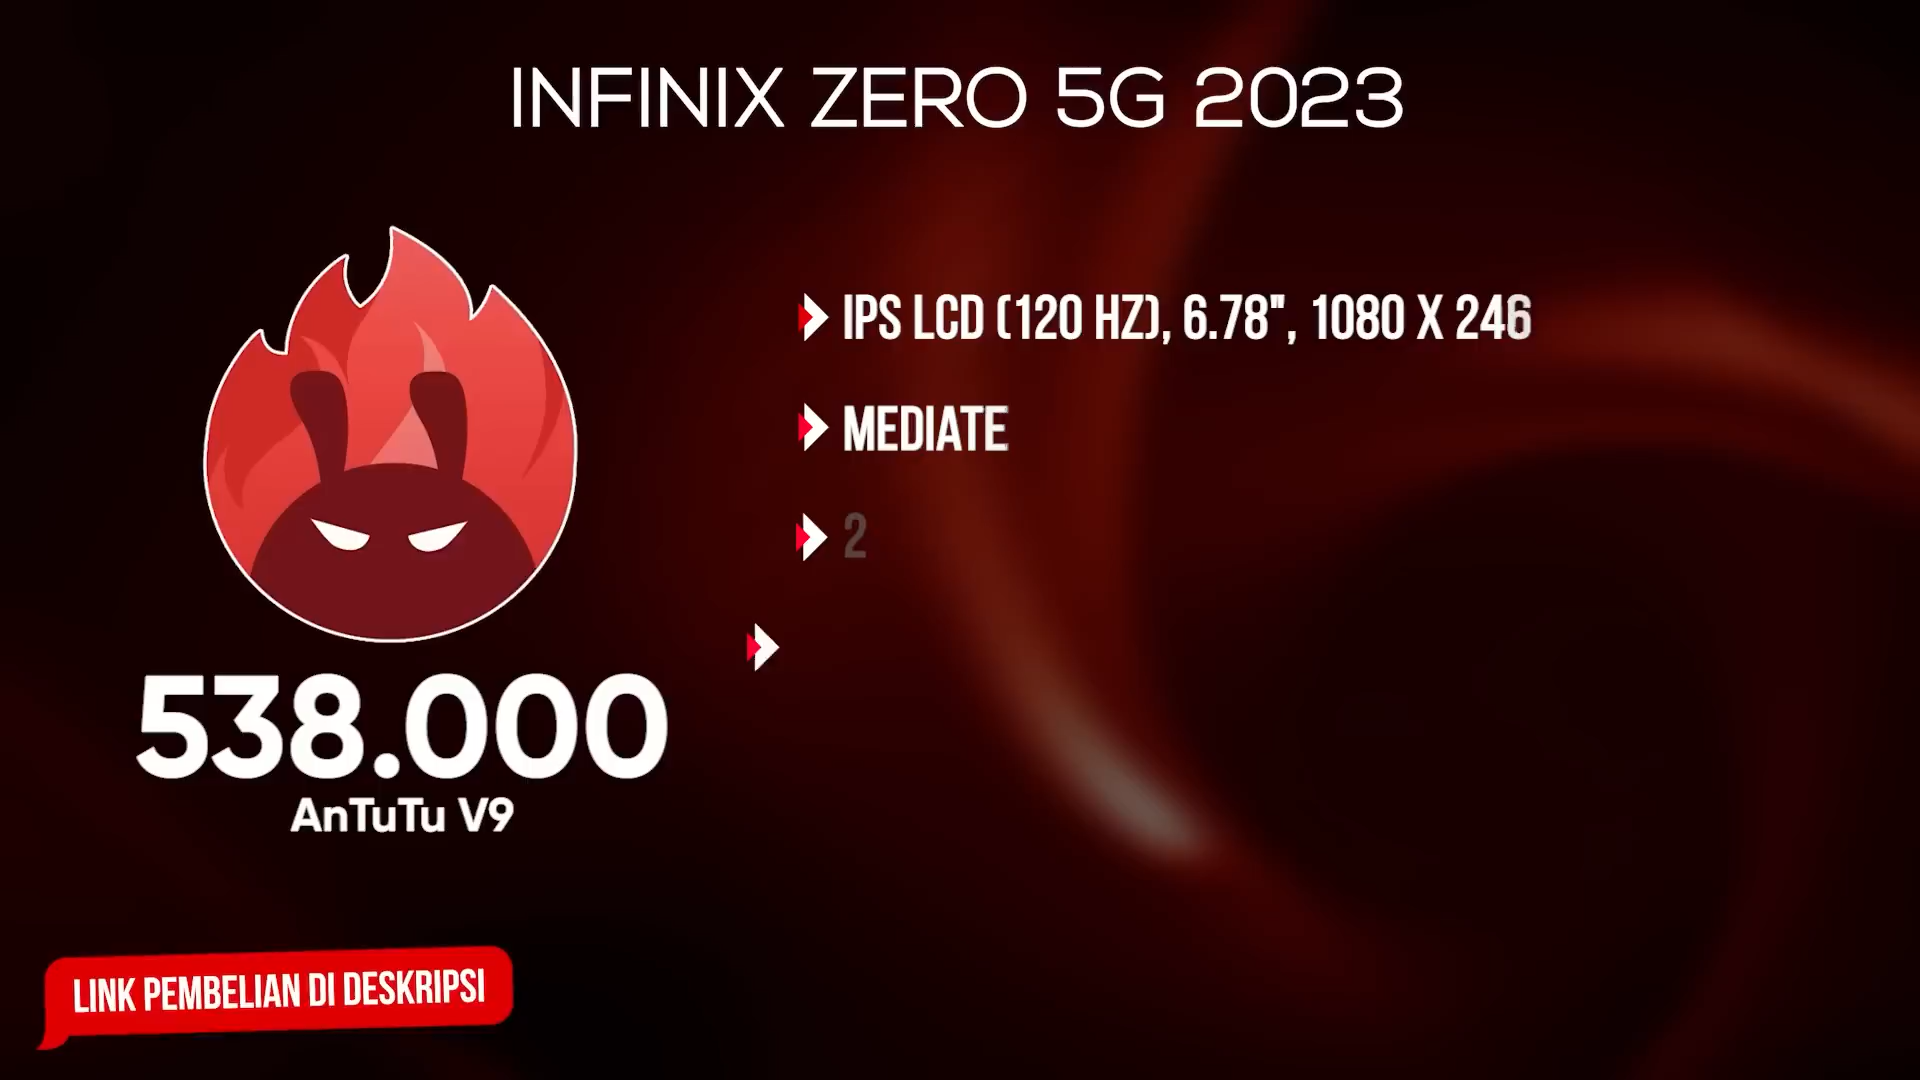 INFINIX ZERO 5G 2023
IPS LCD (120 HZ), 6.78", 1080 X 246
MEDIATE
2
538.000
AnTuTu V9
LINK PEMBELIAN DI DESKRIPSI